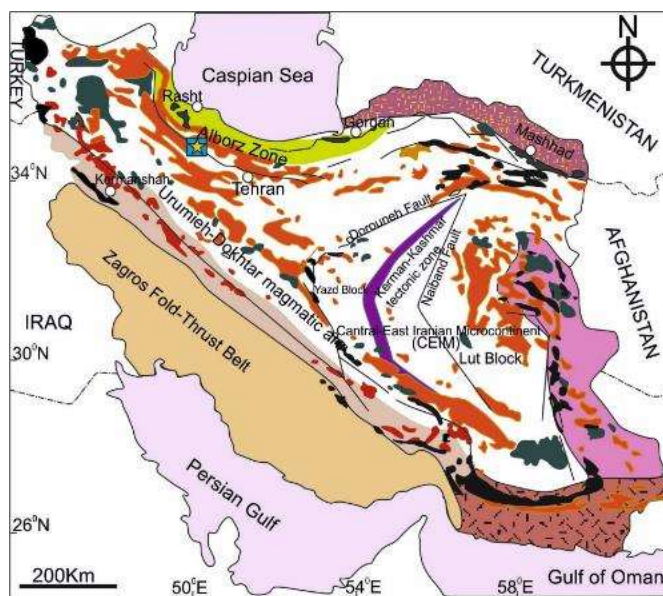 N
TURKEY
Caspian Sea
TURKMENISTAN
Rasht
Gorgan
Mashhad
Alborz Zone
34°N
Kermanshah
Tehran
Urumieh-Dokhtar magmatic arc
Dorouneh Fault
Kerman-Kashmar
tectonic zone
Naiband Fault
AFGHANISTAN
Yazd Block
Zagros Fold-Thrust Belt
IRAQ
Cantral-East Iranian Microcontinent
(CEIM)
Lut Block
30°N
Persian Gulf
26°N
200Km
50°E
54°E
58°E
Gulf of Oman